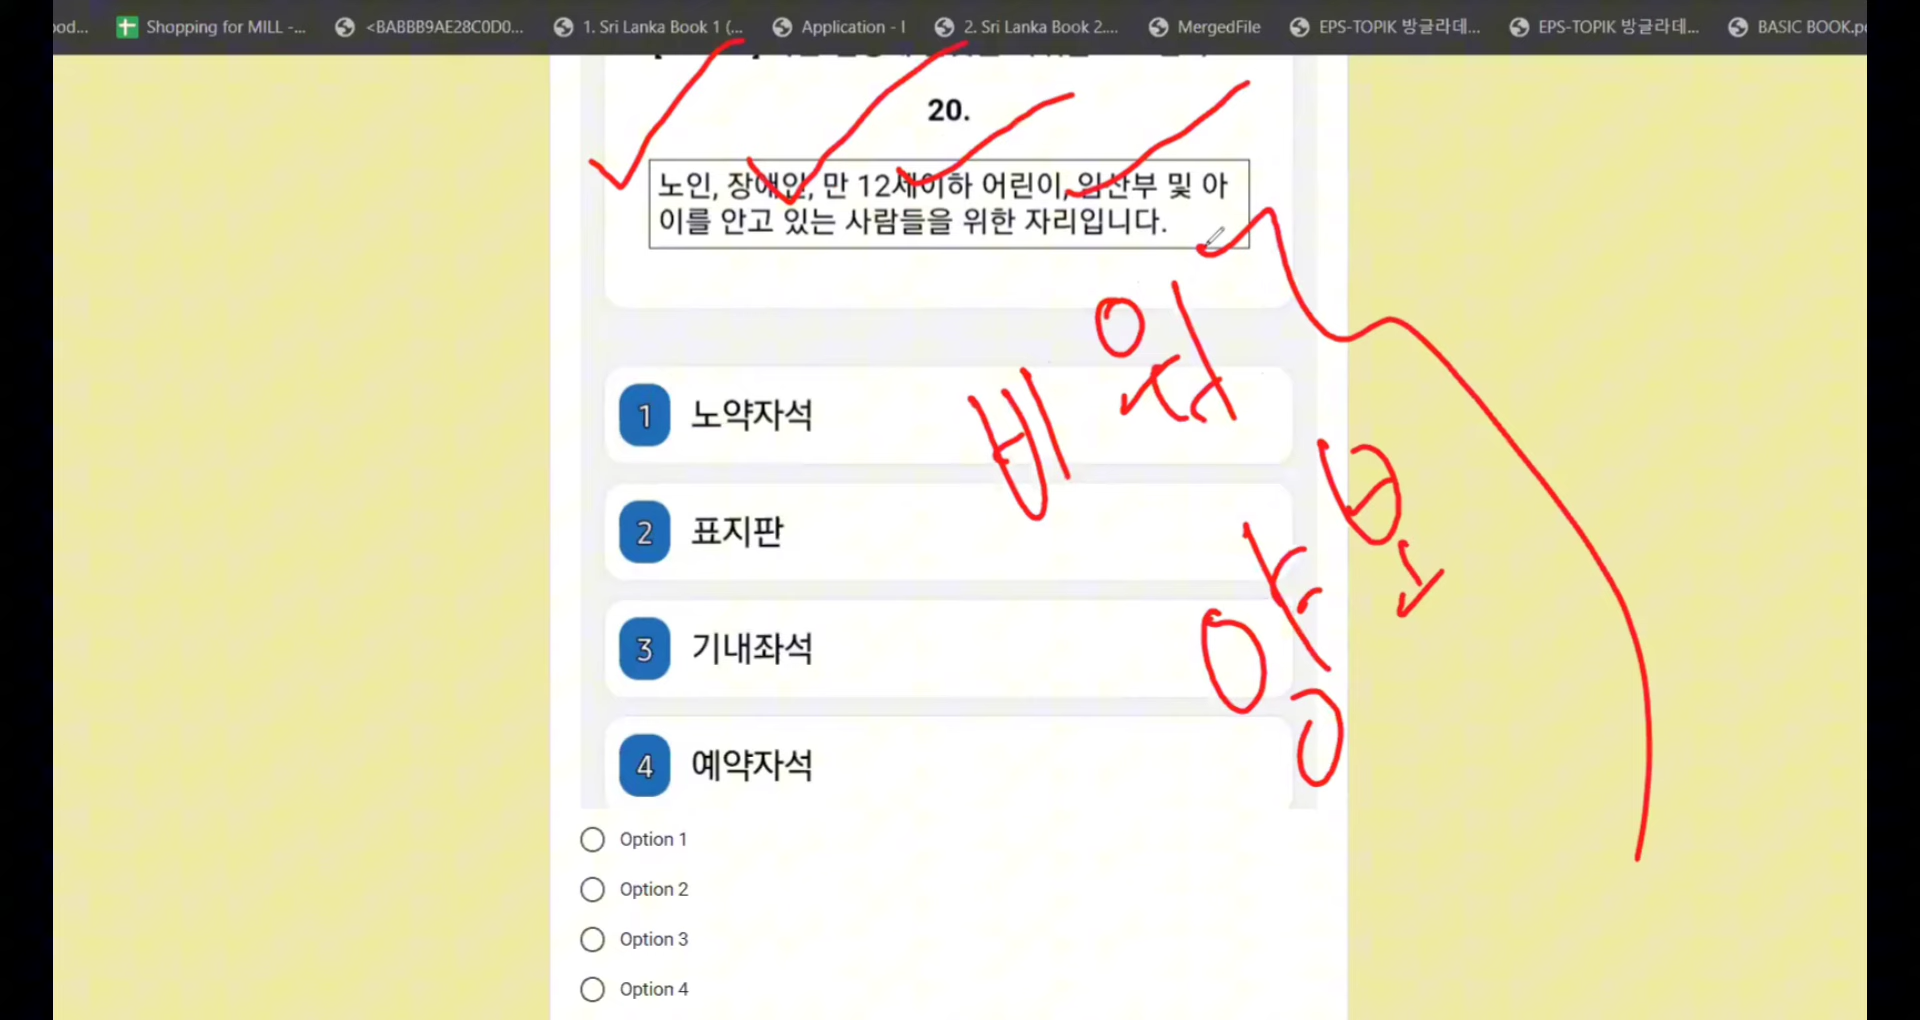 ood...
Shopping for MILL -...
<BABBB9AE28C0D0...
1. Sri Lanka Book 1 (...
Application - I
2. Sri Lanka Book 2....
MergedFile
EPS-TOPIK 방글라데...
EPS-TOPIK 방글라데...
BASIC BOOK.p
20.
노인, 장애인, 만 12세이하 어린이, 임산부 및 아
이를 안고 있는 사람들을 위한 자리입니다.
1 노약자석
2 표지판
3 기내좌석
4 예약자석
Option 1
Option 2
Option 3
Option 4